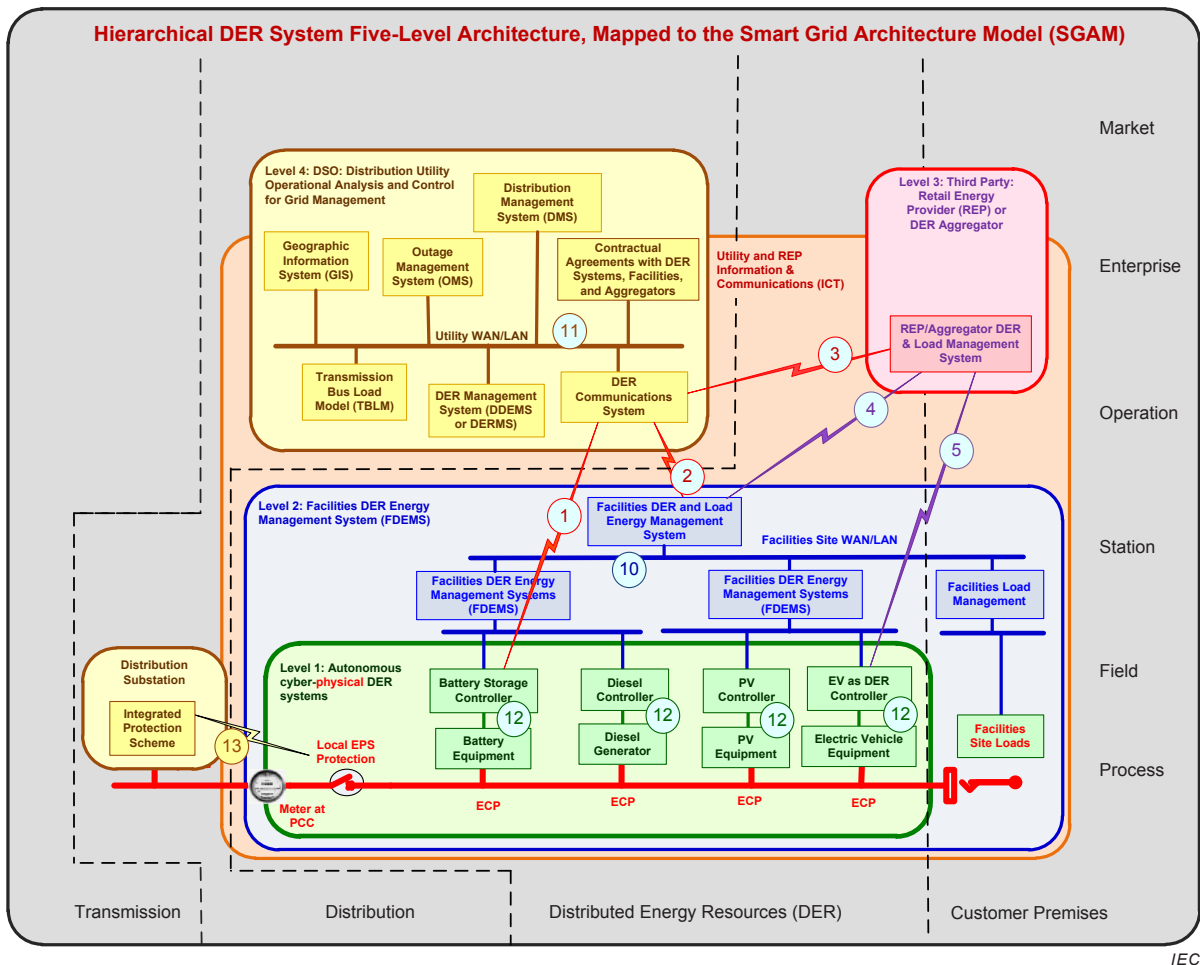 Hierarchical DER System Five-Level Architecture, Mapped to the Smart Grid Architecture Model (SGAM)
Market
Level 4: DSO: Distribution Utility
Operational Analysis and Control
for Grid Management
Distribution
Management
System (DMS)
Geographic
Information
System (GIS)
Outage
Management
System (OMS)
Contractual
Agreements with DER
Systems, Facilities,
and Aggregators
Utility WAN/LAN
11
Transmission
Bus Load
Model (TBLM)
DER Management
System (DDEMS
or DERMS)
DER
Communications
System
Utility and REP
Information &
Communications (ICT)
Level 3: Third Party:
Retail Energy
Provider (REP) or
DER Aggregator
REP/Aggregator DER
& Load Management
System
Enterprise
3
4
5
Operation
2
1
Level 2: Facilities DER Energy
Management System (FDEMS)
Facilities DER and Load
Energy Management
System
Facilities Site WAN/LAN
10
Station
Facilities DER Energy
Management Systems
(FDEMS)
Facilities DER Energy
Management Systems
(FDEMS)
Facilities Load
Management
Level 1: Autonomous
cyber-physical DER
systems
Battery Storage
Controller
12
Battery
Equipment
Diesel
Controller
12
Diesel
Generator
PV
Controller
12
PV
Equipment
EV as DER
Controller
12
Electric Vehicle
Equipment
Field
Facilities
Site Loads
Distribution
Substation
Integrated
Protection
Scheme
13
Local EPS
Protection
Process
Meter at
PCC
ECP
ECP
ECP
ECP
Transmission
Distribution
Distributed Energy Resources (DER)
Customer Premises
IEC